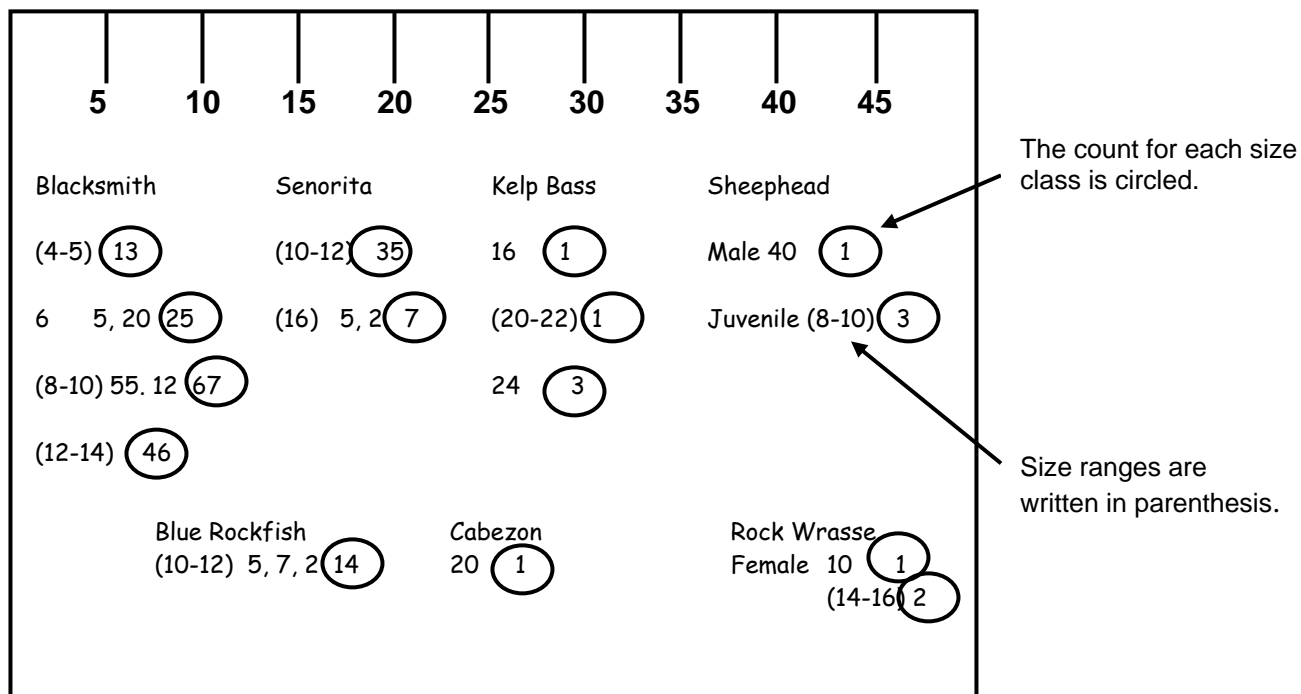 5 10 15 20 25 30 35 40 45
The count for each size
class is circled.
Blacksmith Senorita Kelp Bass Sheephead
(4-5) 13 (10-12) 35 16 1 Male 40 1
6 5, 20 25 (16) 5, 2 7 (20-22) 1 Juvenile (8-10) 3
(8-10) 55. 12 67 24 3
(12-14) 46
Size ranges are
written in parenthesis.
Blue Rockfish Cabezon Rock Wrasse
(10-12) 5, 7, 2 14 20 1 Female 10 1
(14-16) 2